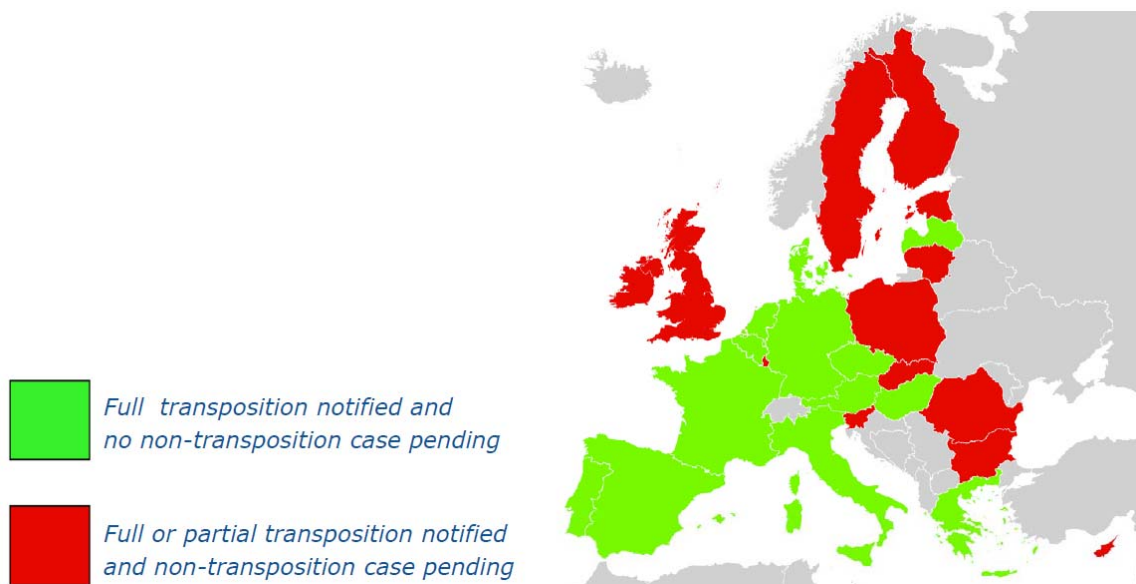 Full transposition notified and
no non-transposition case pending
Full or partial transposition notified
and non-transposition case pending